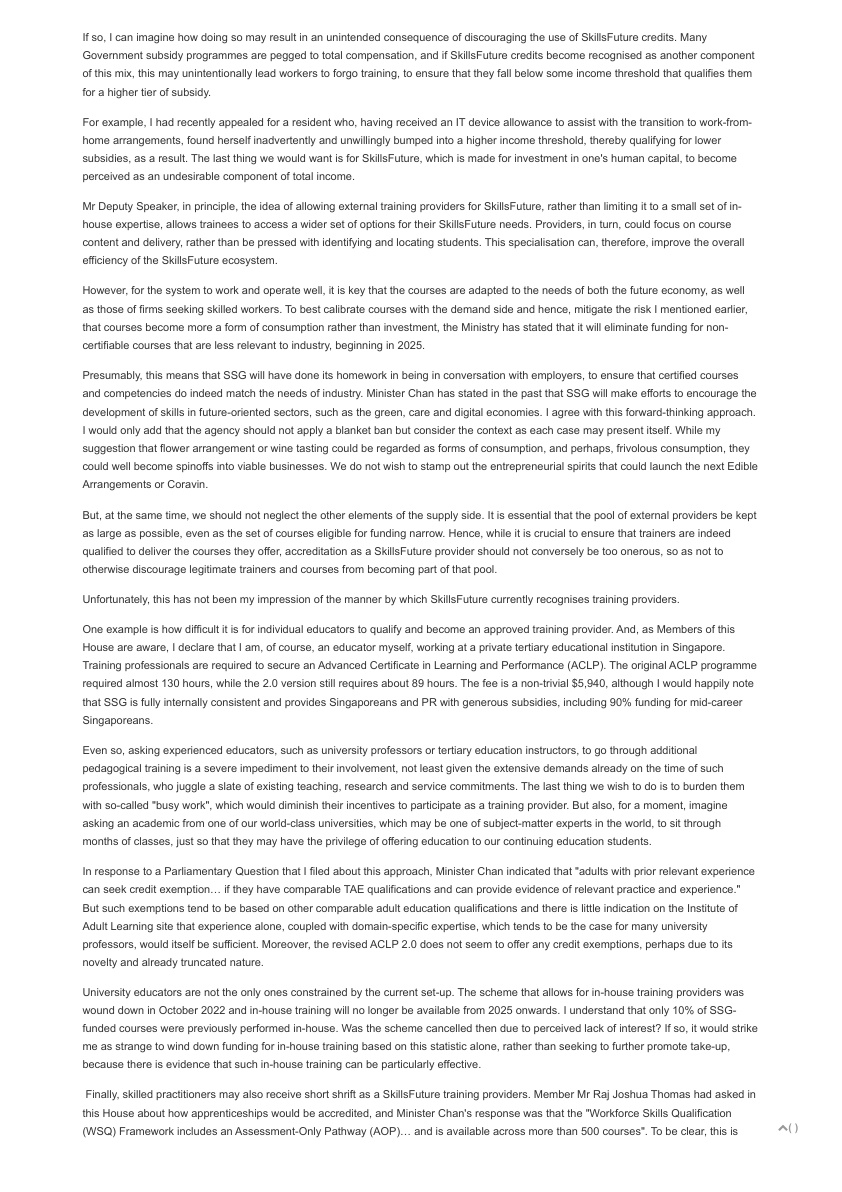 If so, I can imagine how doing so may result in an unintended consequence of discouraging the use of SkillsFuture credits. Many
Government subsidy programmes are pegged to total compensation, and if SkillsFuture credits become recognised as another component
of this mix, this may unintentionally lead workers to forgo training, to ensure that they fall below some income threshold that qualifies them
for a higher tier of subsidy.
For example, I had recently appealed for a resident who, having received an IT device allowance to assist with the transition to work-from-
home arrangements, found herself inadvertently and unwillingly bumped into a higher income threshold, thereby qualifying for lower
subsidies, as a result. The last thing we would want is for SkillsFuture, which is made for investment in one's human capital, to become
perceived as an undesirable component of total income.
Mr Deputy Speaker, in principle, the idea of allowing external training providers for SkillsFuture, rather than limiting it to a small set of in-
house expertise, allows trainees to access a wider set of options for their SkillsFuture needs. Providers, in turn, could focus on course
content and delivery, rather than be pressed with identifying and locating students. This specialisation can, therefore, improve the overall
efficiency of the SkillsFuture ecosystem.
However, for the system to work and operate well, it is key that the courses are adapted to the needs of both the future economy, as well
as those of firms seeking skilled workers. To best calibrate courses with the demand side and hence, mitigate the risk I mentioned earlier,
that courses become more a form of consumption rather than investment, the Ministry has stated that it will eliminate funding for non-
certifiable courses that are less relevant to industry, beginning in 2025.
Presumably, this means that SSG will have done its homework in being in conversation with employers, to ensure that certified courses
and competencies do indeed match the needs of industry. Minister Chan has stated in the past that SSG will make efforts to encourage the
development of skills in future-oriented sectors, such as the green, care and digital economies. I agree with this forward-thinking approach.
I would only add that the agency should not apply a blanket ban but consider the context as each case may present itself. While my
suggestion that flower arrangement or wine tasting could be regarded as forms of consumption, and perhaps, frivolous consumption, they
could well become spinoffs into viable businesses. We do not wish to stamp out the entrepreneurial spirits that could launch the next Edible
Arrangements or Coravin.
But, at the same time, we should not neglect the other elements of the supply side. It is essential that the pool of external providers be kept
as large as possible, even as the set of courses eligible for funding narrow. Hence, while it is crucial to ensure that trainers are indeed
qualified to deliver the courses they offer, accreditation as a SkillsFuture provider should not conversely be too onerous, so as not to
otherwise discourage legitimate trainers and courses from becoming part of that pool.
Unfortunately, this has not been my impression of the manner by which SkillsFuture currently recognises training providers.
One example is how difficult it is for individual educators to qualify and become an approved training provider. And, as Members of this
House are aware, I declare that I am, of course, an educator myself, working at a private tertiary educational institution in Singapore.
Training professionals are required to secure an Advanced Certificate in Learning and Performance (ACLP). The original ACLP programme
required almost 130 hours, while the 2.0 version still requires about 89 hours. The fee is a non-trivial $5,940, although I would happily note
that SSG is fully internally consistent and provides Singaporeans and PR with generous subsidies, including 90% funding for mid-career
Singaporeans.
Even so, asking experienced educators, such as university professors or tertiary education instructors, to go through additional
pedagogical training is a severe impediment to their involvement, not least given the extensive demands already on the time of such
professionals, who juggle a slate of existing teaching, research and service commitments. The last thing we wish to do is to burden them
with so-called "busy work", which would diminish their incentives to participate as a training provider. But also, for a moment, imagine
asking an academic from one of our world-class universities, which may be one of subject-matter experts in the world, to sit through
months of classes, just so that they may have the privilege of offering education to our continuing education students.
In response to a Parliamentary Question that I filed about this approach, Minister Chan indicated that "adults with prior relevant experience
can seek credit exemption… if they have comparable TAE qualifications and can provide evidence of relevant practice and experience."
But such exemptions tend to be based on other comparable adult education qualifications and there is little indication on the Institute of
Adult Learning site that experience alone, coupled with domain-specific expertise, which tends to be the case for many university
professors, would itself be sufficient. Moreover, the revised ACLP 2.0 does not seem to offer any credit exemptions, perhaps due to its
novelty and already truncated nature.
University educators are not the only ones constrained by the current set-up. The scheme that allows for in-house training providers was
wound down in October 2022 and in-house training will no longer be available from 2025 onwards. I understand that only 10% of SSG-
funded courses were previously performed in-house. Was the scheme cancelled then due to perceived lack of interest? If so, it would strike
me as strange to wind down funding for in-house training based on this statistic alone, rather than seeking to further promote take-up,
because there is evidence that such in-house training can be particularly effective.
Finally, skilled practitioners may also receive short shrift as a SkillsFuture training providers. Member Mr Raj Joshua Thomas had asked in
this House about how apprenticeships would be accredited, and Minister Chan's response was that the "Workforce Skills Qualification
(WSQ) Framework includes an Assessment-Only Pathway (AOP)… and is available across more than 500 courses". To be clear, this is
( )